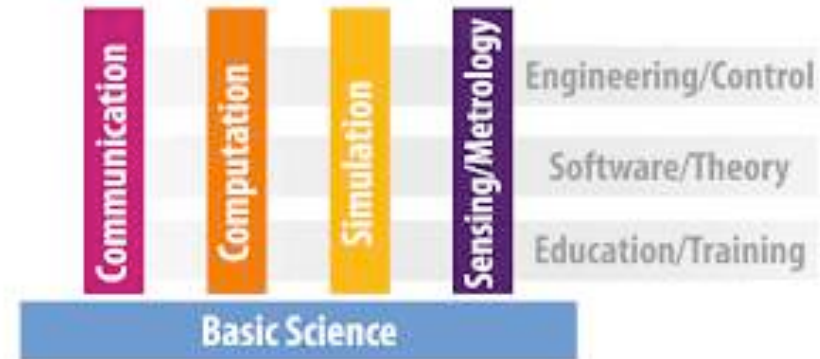 Communication
Computation
Simulation
Sensing/Metrology
Engineering/Control
Software/Theory
Education/Training
Basic Science